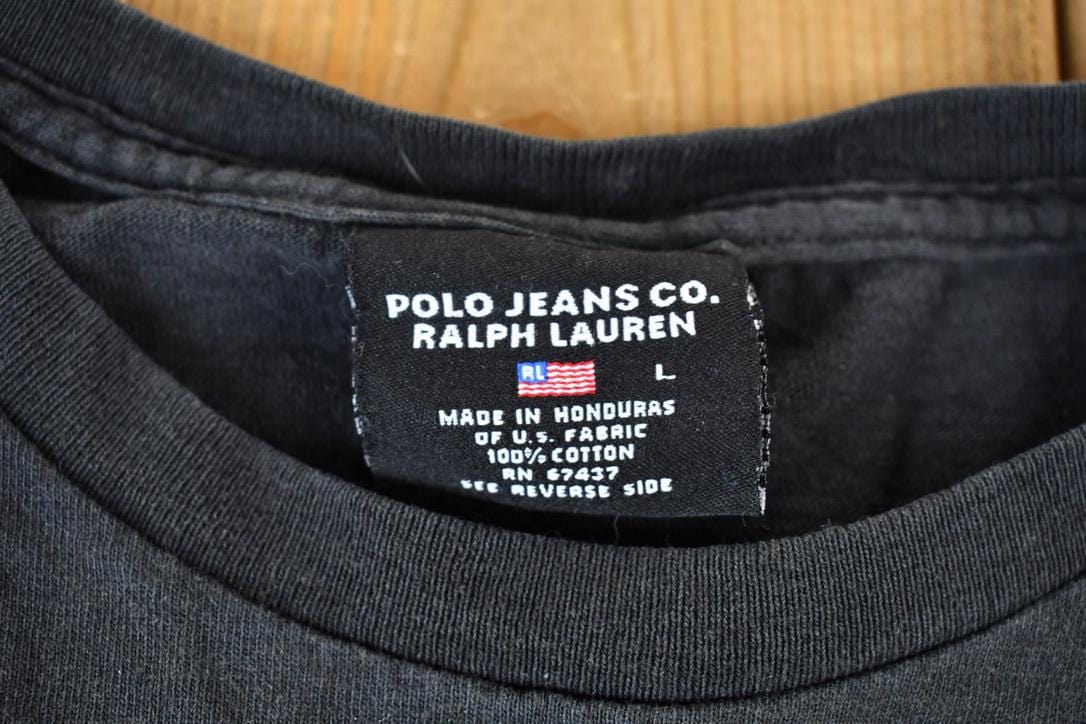 POLO JEANS CO.
RALPH LAUREN
RL L
MADE IN HONDURAS
OF U.S. FABRIC
100% COTTON
RN 67437
SEE REVERSE SIDE